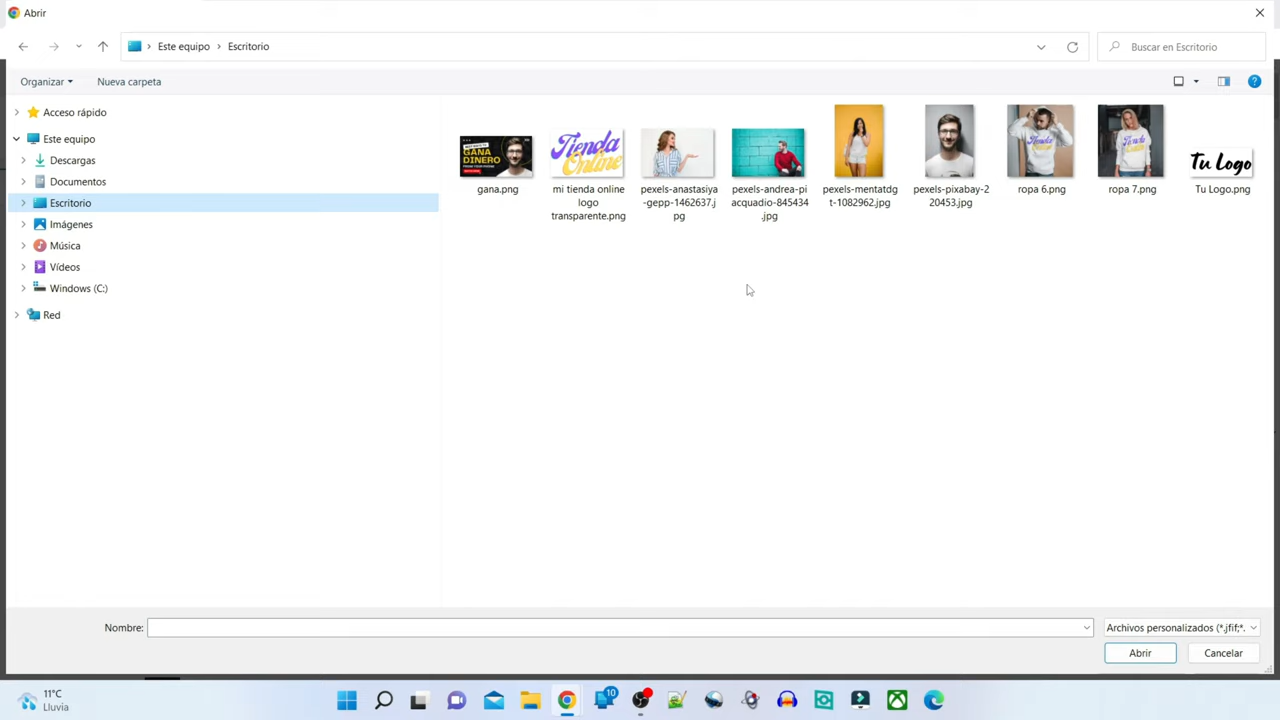 Abrir
Este equipo
Escritorio
Buscar en Escritorio
Organizar
Nueva carpeta
Acceso rápido
Este equipo
Descargas
Documentos
Escritorio
Imágenes
Música
Vídeos
Windows (C:)
Red
GANA
DINERO
gana.png
Tienda
Online
mi tienda online
logo
transparente.png
pexels-anastasiya
-gepp-1462637.j
pg
pexels-andrea-pi
acquadio-845434
.jpg
pexels-mentatdg
t-1082962.jpg
pexels-pixabay-2
20453.jpg
Tienda
ropa 6.png
Tienda
ropa 7.png
Tu Logo
Tu Logo.png
Nombre:
Archivos personalizados (*.jfif;*.
Abrir
Cancelar
11°C
Lluvia
10